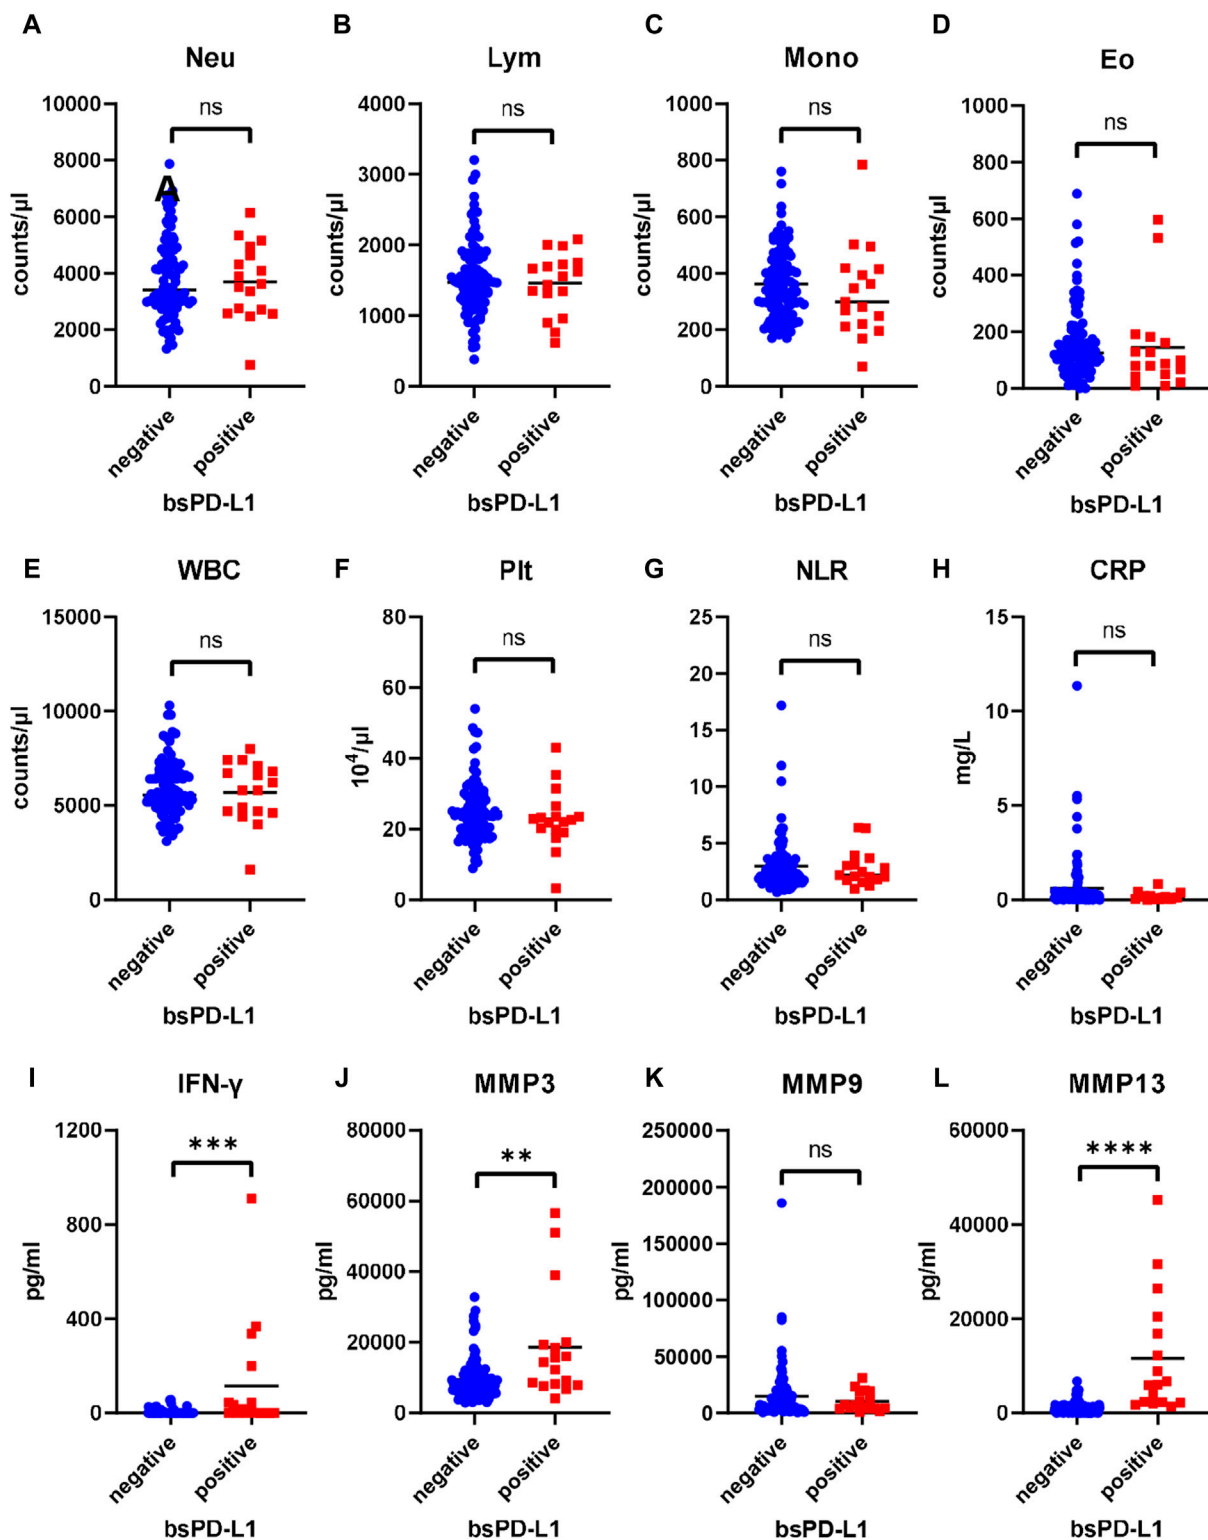 A
B
C
D
Neu
Lym
Mono
Eo
10000
8000
6000
4000
2000
0
counts/µl
ns
A
negative
positive
bsPD-L1
4000
3000
2000
1000
0
counts/µl
ns
negative
positive
bsPD-L1
1000
800
600
400
200
0
counts/µl
ns
negative
positive
bsPD-L1
1000
800
600
400
200
0
counts/µl
ns
negative
positive
bsPD-L1
E
F
G
H
WBC
Plt
NLR
CRP
15000
10000
5000
0
counts/µl
ns
negative
positive
bsPD-L1
80
60
40
20
0
10⁴/µl
ns
negative
positive
bsPD-L1
25
20
15
10
5
0
ns
negative
positive
bsPD-L1
15
10
5
0
mg/L
ns
negative
positive
bsPD-L1
I
J
K
L
IFN-γ
MMP3
MMP9
MMP13
1200
800
400
0
pg/ml
***
negative
positive
bsPD-L1
80000
60000
40000
20000
0
pg/ml
**
negative
positive
bsPD-L1
250000
200000
150000
100000
50000
0
pg/ml
ns
negative
positive
bsPD-L1
60000
40000
20000
0
pg/ml
****
negative
positive
bsPD-L1